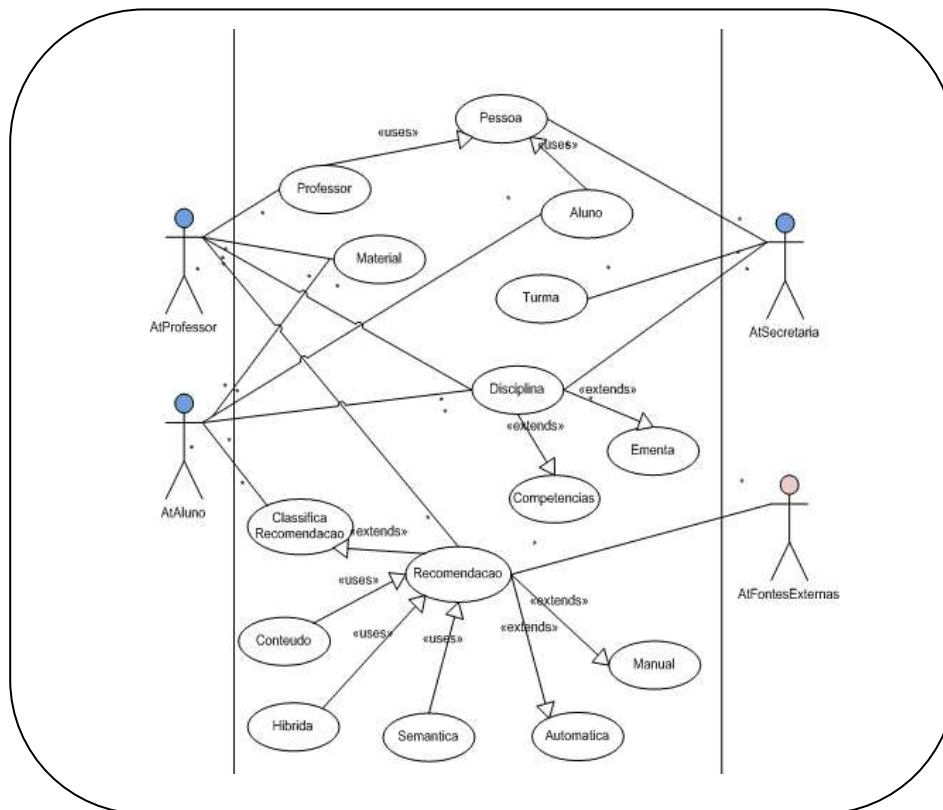 Pessoa
«uses»
«uses»
Professor
Aluno
Material
Turma
AtProfessor
AtSecretaria
Disciplina
«extends»
«extends»
Ementa
Competencias
AtAluno
Classifica
Recomendacao
«extends»
Recomendacao
AtFontesExternas
«uses»
«extends»
«uses»
«uses»
«extends»
Conteudo
Manual
Hibrida
Semantica
Automatica